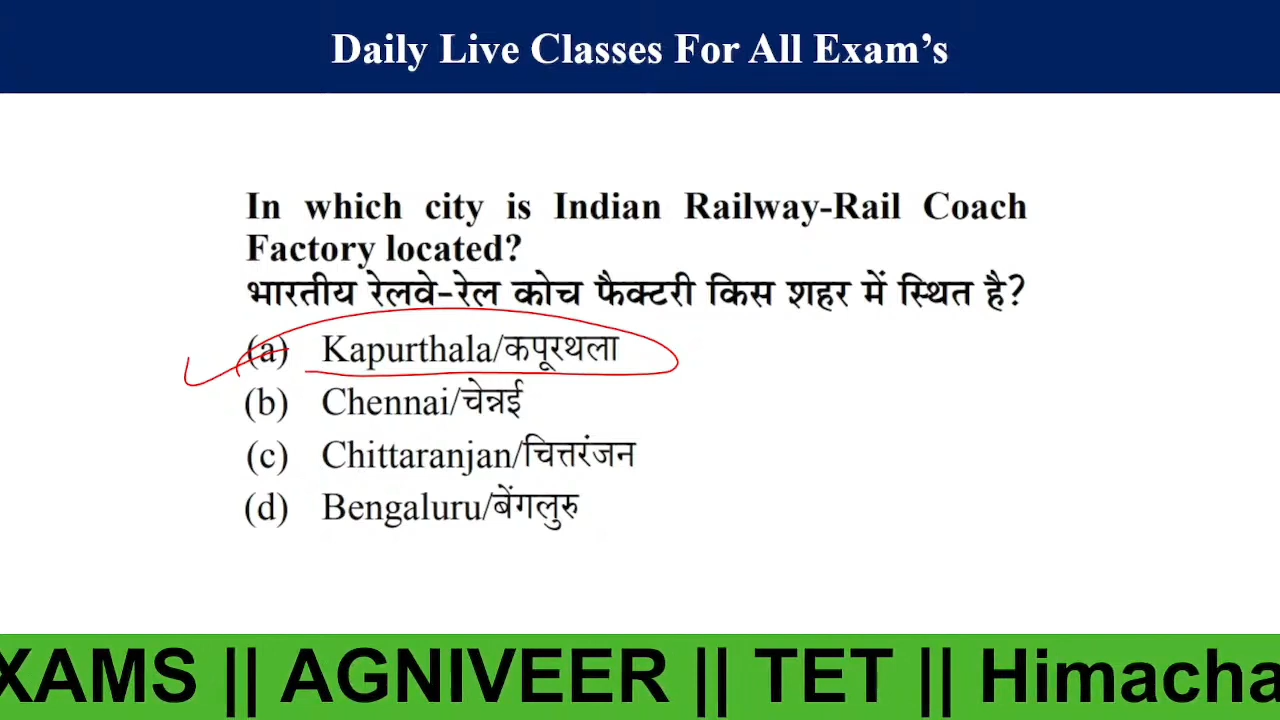 Daily Live Classes For All Exam’s
In which city is Indian Railway-Rail Coach
Factory located?
भारतीय रेलवे-रेल कोच फैक्टरी किस शहर में स्थित है?
(a) Kapurthala/कपूरथला
(b) Chennai/चेन्नई
(c) Chittaranjan/चित्तरंजन
(d) Bengaluru/बेंगलुरु
XAMS || AGNIVEER || TET || Himacha